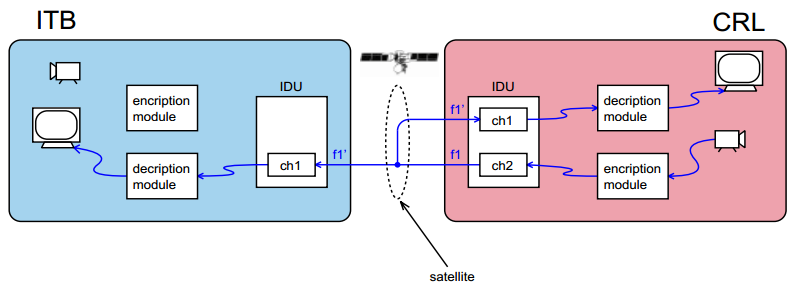 ITB
CRL
IDU
IDU
encription
module
decription
module
ch1
f1'
f1'
f1
ch1
ch2
decription
module
encription
module
satellite